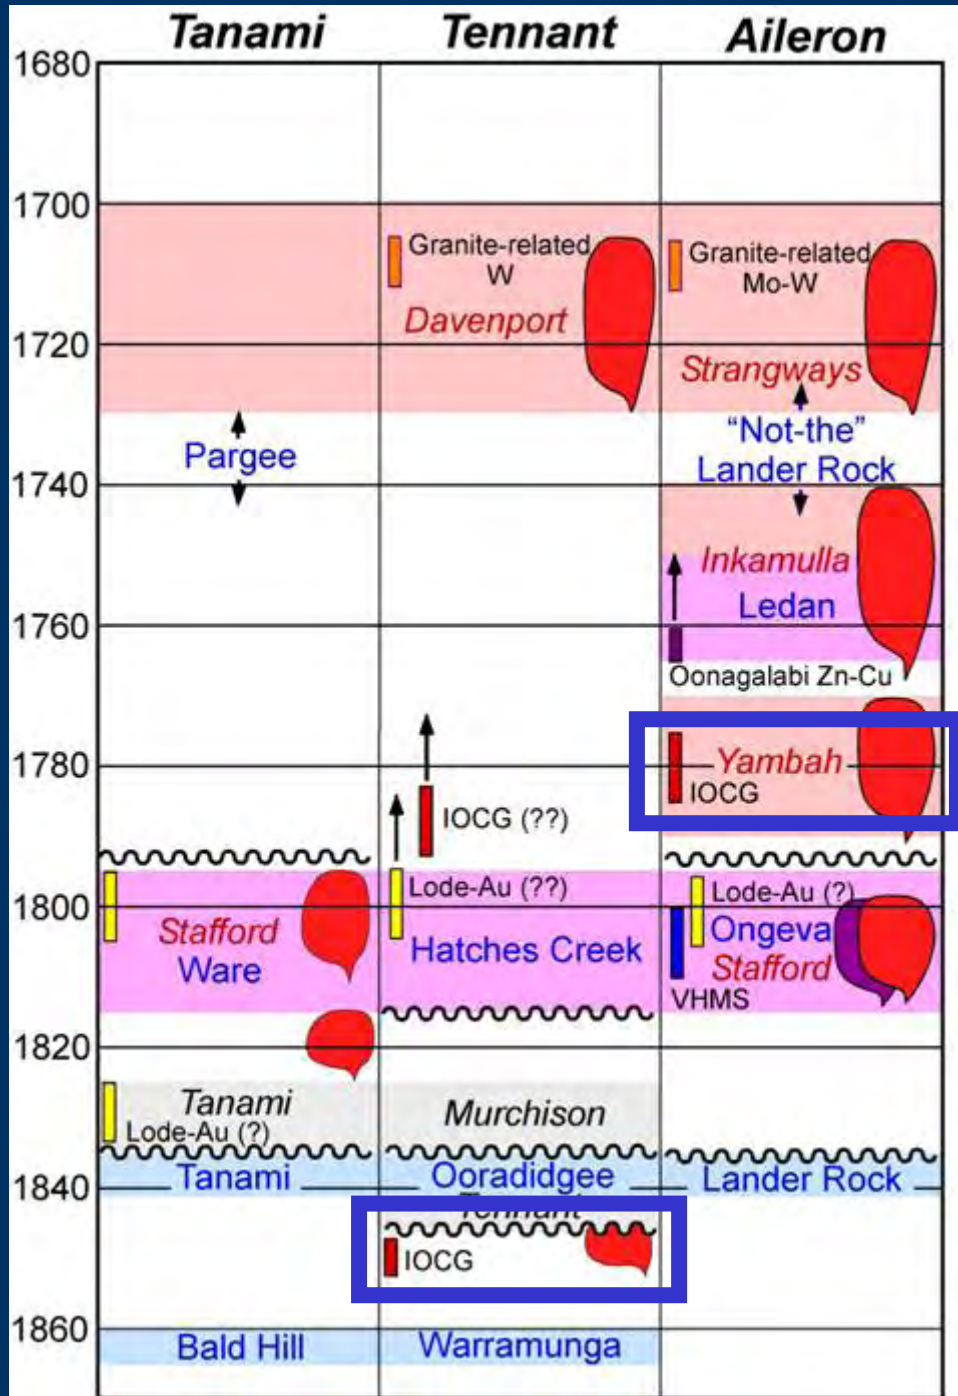 Tanami Tennant Aileron
1680
1700
Granite-related
W
Granite-related
Mo-W
Davenport
1720
Strangways
"Not-the"
Lander Rock
Pargee
1740
Inkamulla
Ledan
1760
Oonagalabi Zn-Cu
1780
Yambah
IOCG
IOCG (??)
Lode-Au (??)
Lode-Au (?)
1800
Stafford
Ware
Hatches Creek
Ongeva
Stafford
VHMS
1820
Tanami
Lode-Au (?)
Murchison
Tanami
Ooradidgee
Lander Rock
1840
Tennant
IOCG
1860
Bald Hill
Warramunga